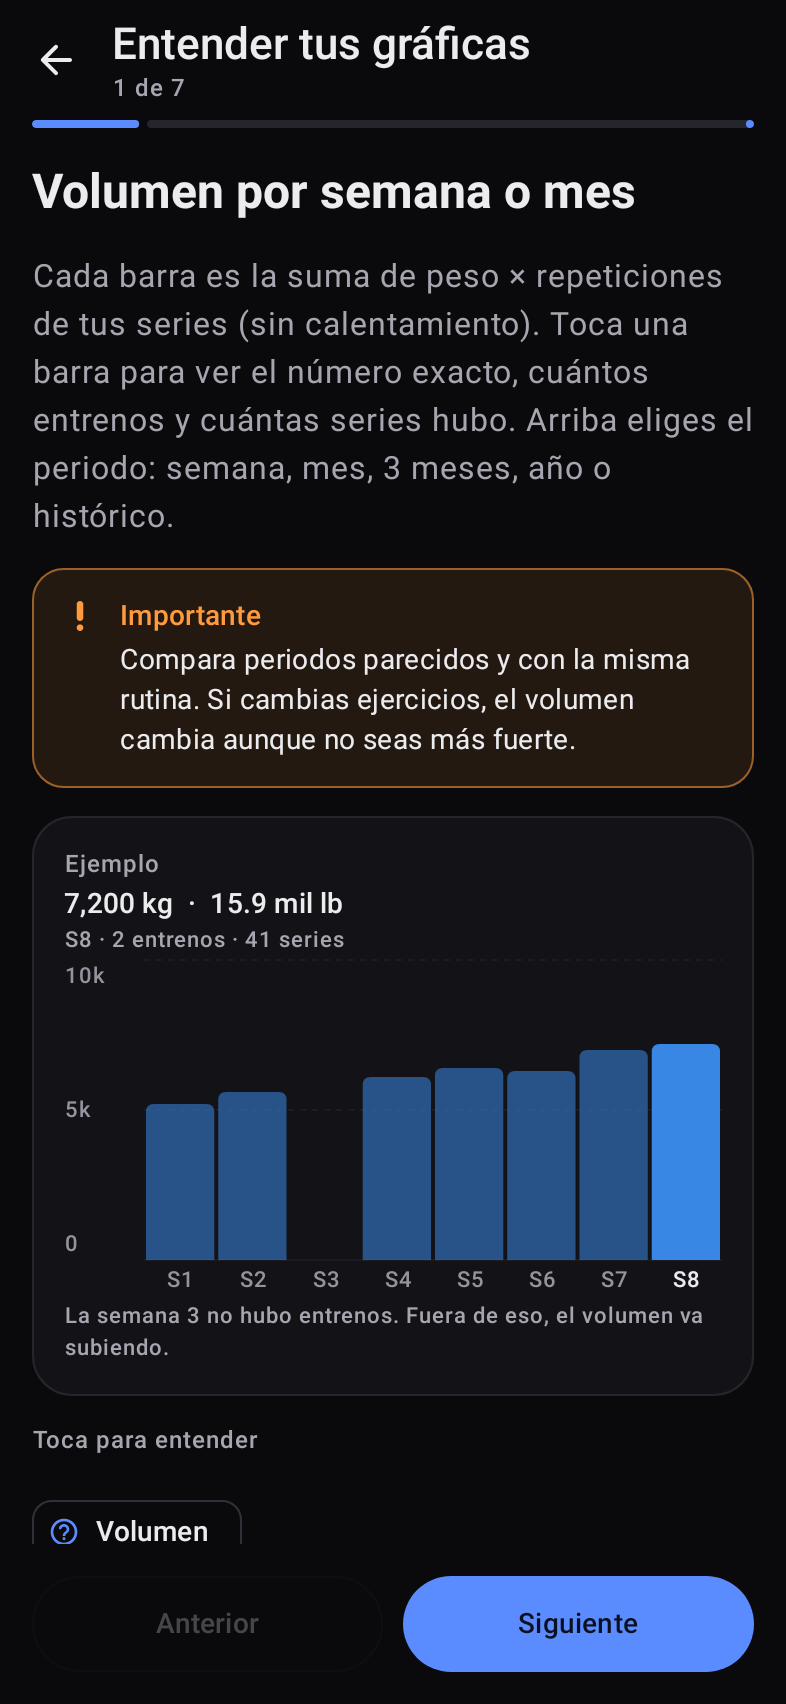 Entender tus gráficas
1 de 7
Volumen por semana o mes
Cada barra es la suma de peso × repeticiones
de tus series (sin calentamiento). Toca una
barra para ver el número exacto, cuántos
entrenos y cuántas series hubo. Arriba eliges el
periodo: semana, mes, 3 meses, año o
histórico.
Importante
Compara periodos parecidos y con la misma
rutina. Si cambias ejercicios, el volumen
cambia aunque no seas más fuerte.
Ejemplo
7,200 kg · 15.9 mil lb
S8 · 2 entrenos · 41 series
10k
5k
0
S1 S2 S3 S4 S5 S6 S7 S8
La semana 3 no hubo entrenos. Fuera de eso, el volumen va
subiendo.
Toca para entender
Volumen
Anterior
Siguiente